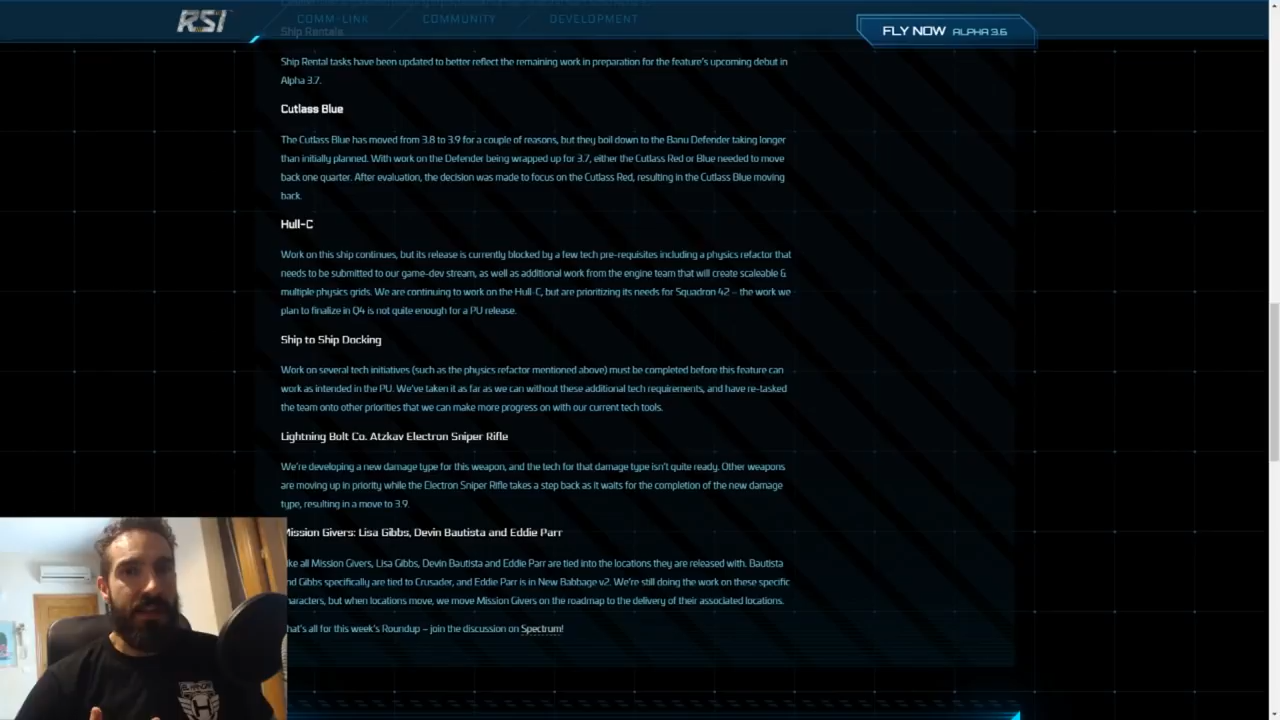 RSI
COMM-LINK
COMMUNITY
DEVELOPMENT
FLY NOW ALPHA 3.6
Ship Rentals
Ship Rental tasks have been updated to better reflect the remaining work in preparation for the feature's upcoming debut in
Alpha 3.7.
Cutlass Blue
The Cutlass Blue has moved from 3.8 to 3.9 for a couple of reasons, but they boil down to the Banu Defender taking longer
than initially planned. With work on the Defender being wrapped up for 3.7, either the Cutlass Red or Blue needed to move
back one quarter. After evaluation, the decision was made to focus on the Cutlass Red, resulting in the Cutlass Blue moving
back.
Hull-C
Work on this ship continues, but its release is currently blocked by a few tech pre-requisites including a physics refactor that
needs to be submitted to our game-dev stream, as well as additional work from the engine team that will create scaleable &
multiple physics grids. We are continuing to work on the Hull-C, but are prioritizing its needs for Squadron 42 – the work we
plan to finalize in Q4 is not quite enough for a PU release.
Ship to Ship Docking
Work on several tech initiatives (such as the physics refactor mentioned above) must be completed before this feature can
work as intended in the PU. We've taken it as far as we can without these additional tech requirements, and have re-tasked
the team onto other priorities that we can make more progress on with our current tech tools.
Lightning Bolt Co. Atzkav Electron Sniper Rifle
We're developing a new damage type for this weapon, and the tech for that damage type isn't quite ready. Other weapons
are moving up in priority while the Electron Sniper Rifle takes a step back as it waits for the completion of the new damage
type, resulting in a move to 3.9.
Mission Givers: Lisa Gibbs, Devin Bautista and Eddie Parr
ike all Mission Givers, Lisa Gibbs, Devin Bautista and Eddie Parr are tied into the locations they are released with. Bautista
nd Gibbs specifically are tied to Crusader, and Eddie Parr is in New Babbage v2. We're still doing the work on these specific
haracters, but when locations move, we move Mission Givers on the roadmap to the delivery of their associated locations.
hat's all for this week's Roundup – join the discussion on Spectrum!